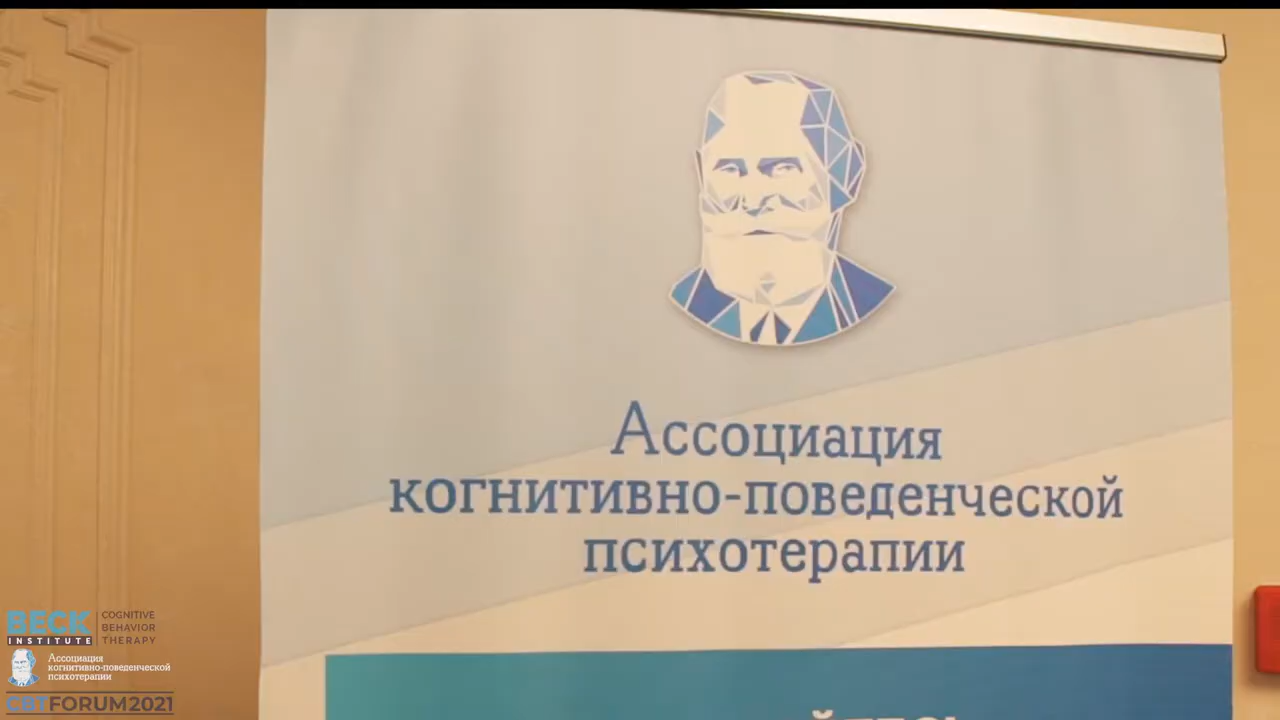 Ассоциация
когнитивно-поведенческой
психотерапии
BECK
INSTITUTE
COGNITIVE
BEHAVIOR
THERAPY
Ассоциация
когнитивно-поведенческой
психотерапии
CBTFORUM2021